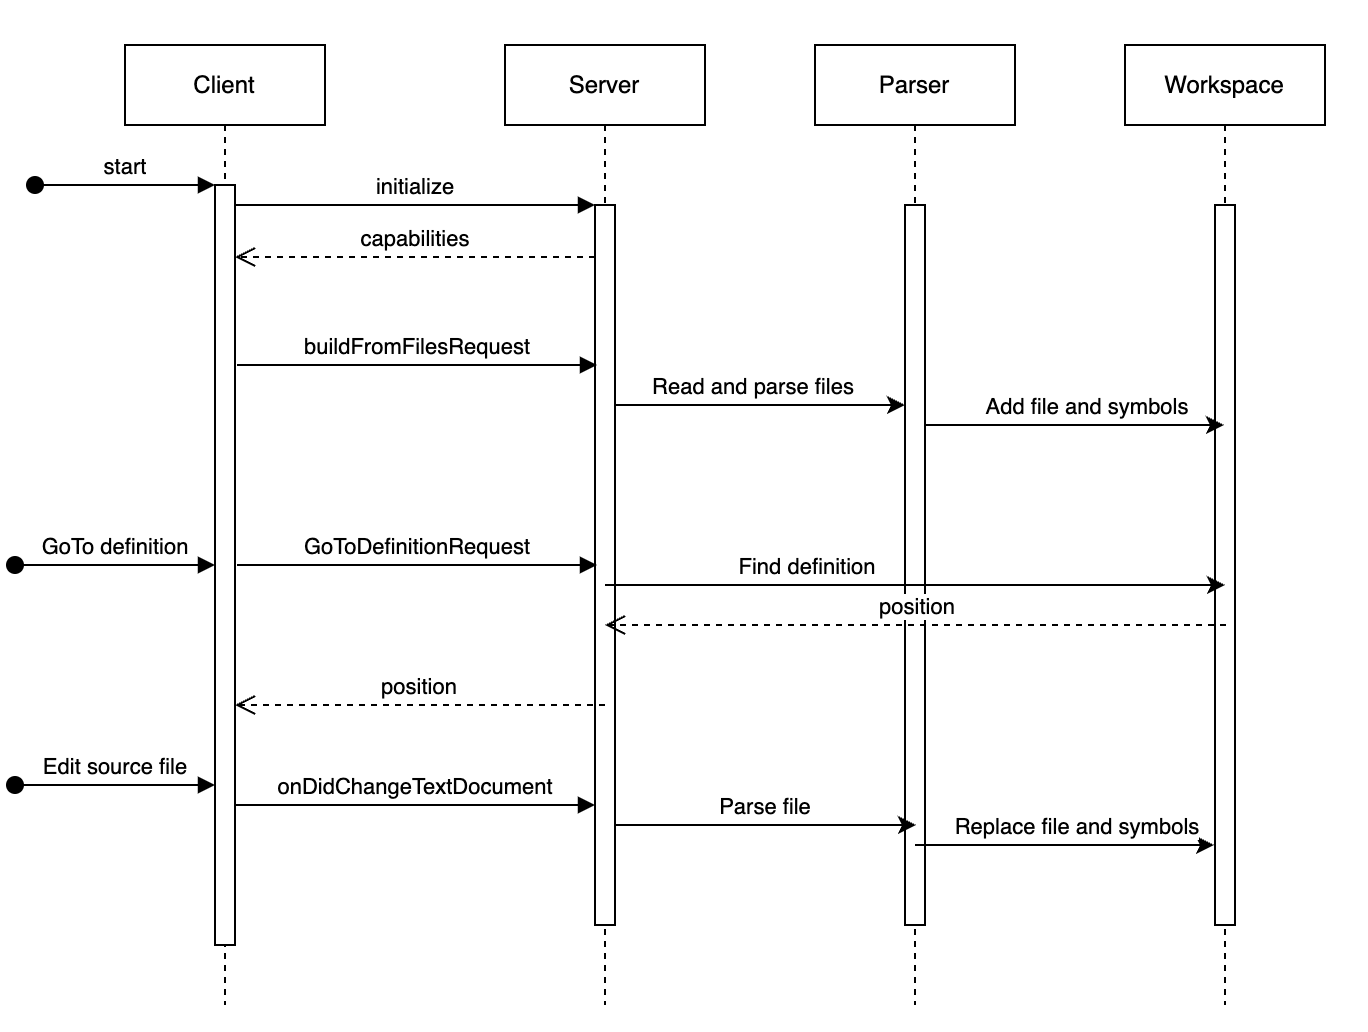 Client
Server
Parser
Workspace
start
initialize
capabilities
buildFromFilesRequest
Read and parse files
Add file and symbols
GoTo definition
GoToDefinitionRequest
Find definition
position
position
Edit source file
onDidChangeTextDocument
Parse file
Replace file and symbols